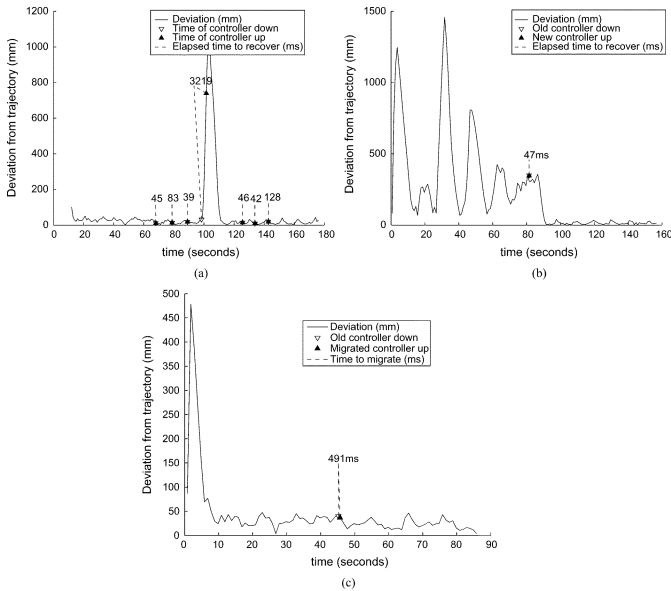 Deviation (mm)
Time of controller down
Time of controller up
Elapsed time to recover (ms)
1200
1000
800
600
400
200
0
0 20 40 60 80 100 120 140 160 180
Deviation from trajectory (mm)
time (seconds)
3219
45 83 39 46 42 128
(a)
Deviation (mm)
Old controller down
New controller up
Elapsed time to recover (ms)
1500
1000
500
0
0 20 40 60 80 100 120 140 160
Deviation from trajectory (mm)
time (seconds)
47ms
(b)
Deviation (mm)
Old controller down
Migrated controller up
Time to migrate (ms)
500
450
400
350
300
250
200
150
100
50
0
0 10 20 30 40 50 60 70 80 90
Deviation from trajectory (mm)
time (seconds)
491ms
(c)